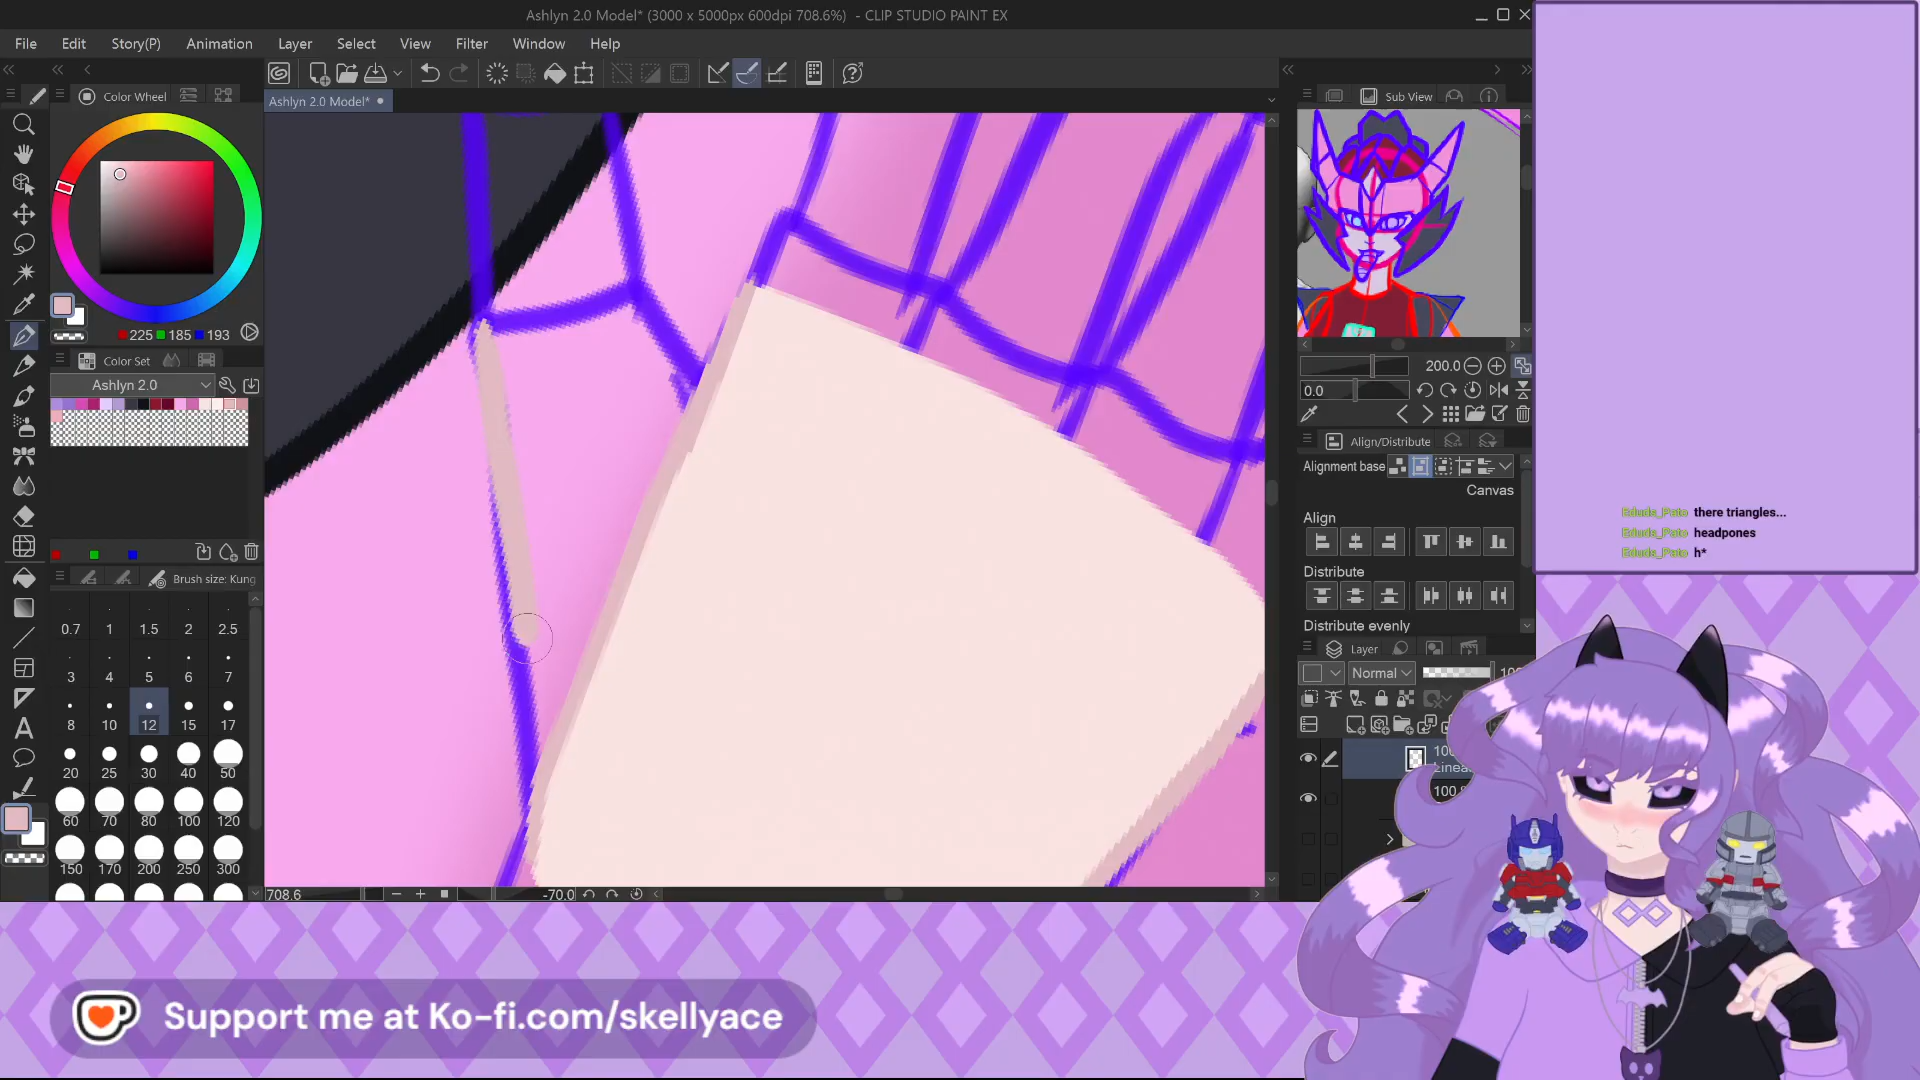 Ashlyn 2.0 Model* (3000 x 5000px 600dpi 708.6%) - CLIP STUDIO PAINT EX
File Edit Story(P) Animation Layer Select View Filter Window Help
Color Wheel
Ashlyn 2.0 Model*
Sub View
225 185 193
Color Set
Ashlyn 2.0
200.0
0.0
Align/Distribute
Alignment base
Canvas
Align
Distribute
Distribute evenly
Brush size: Kung
0.7 1 1.5 2 2.5
3 4 5 6 7
8 10 12 15 17
20 25 30 40 50
60 70 80 100 120
150 170 200 250 300
Layer
Normal
100
708.6
-70.0
Eduds_Pato there triangles...
Eduds_Pato headpones
Eduds_Pato h*
Support me at Ko-fi.com/skellyace